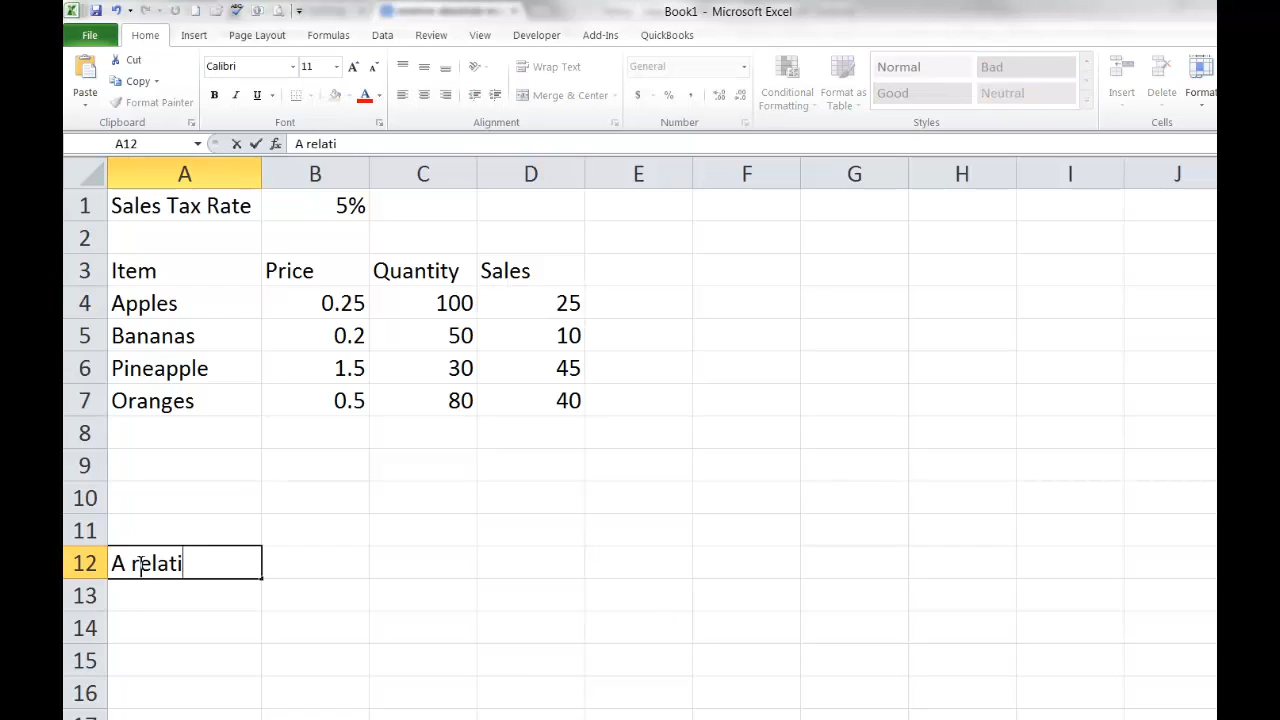 Book1 - Microsoft Excel
File Home Insert Page Layout Formulas Data Review View Developer Add-Ins QuickBooks
Paste
Cut
Copy
Format Painter
Clipboard
Calibri 11
B I U
Font
Wrap Text
Merge & Center
Alignment
General
$ % ,
Number
Conditional
Formatting
Format as
Table
Normal Bad
Good Neutral
Styles
Insert Delete Format
Cells
A12 fx A relati
A B C D E F G H I J
1 Sales Tax Rate 5%
2
3 Item Price Quantity Sales
4 Apples 0.25 100 25
5 Bananas 0.2 50 10
6 Pineapple 1.5 30 45
7 Oranges 0.5 80 40
8
9
10
11
12 A relati
13
14
15
16